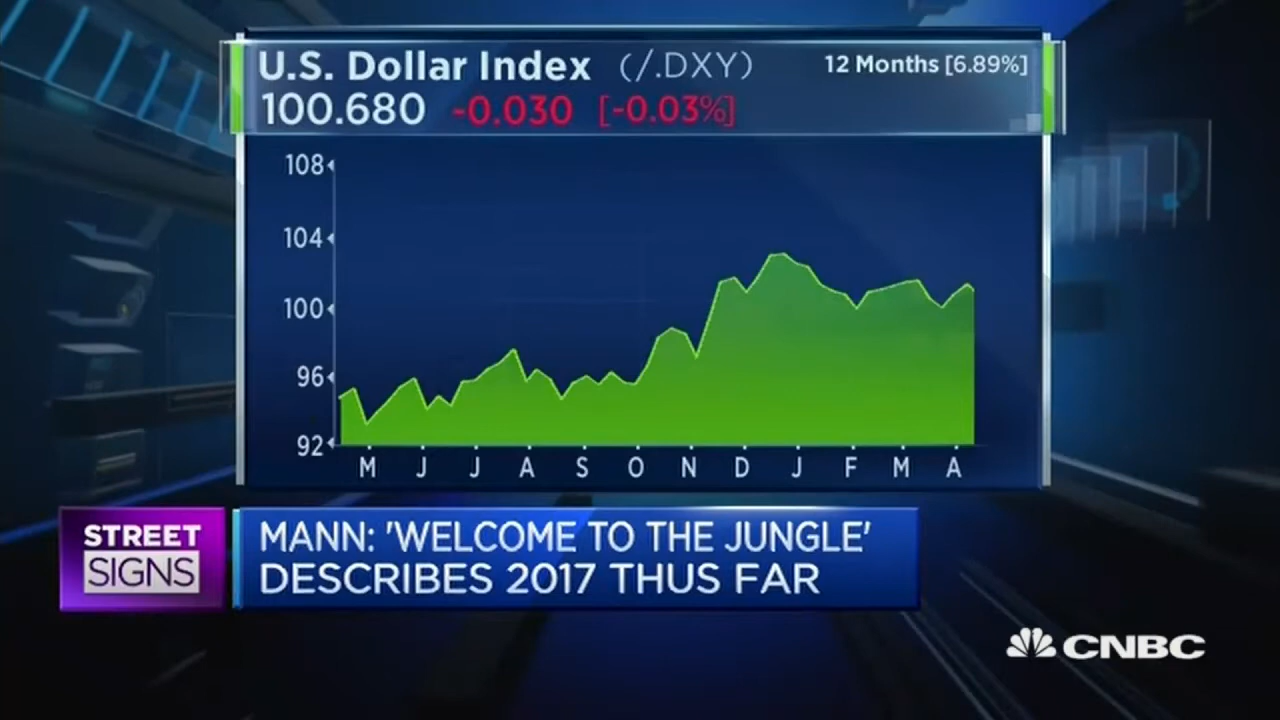 U.S. Dollar Index (/.DXY) 12 Months [6.89%]
100.680 -0.030 [-0.03%]
108
104
100
96
92
M J J A S O N D J F M A
STREET
SIGNS
MANN: 'WELCOME TO THE JUNGLE'
DESCRIBES 2017 THUS FAR
CNBC